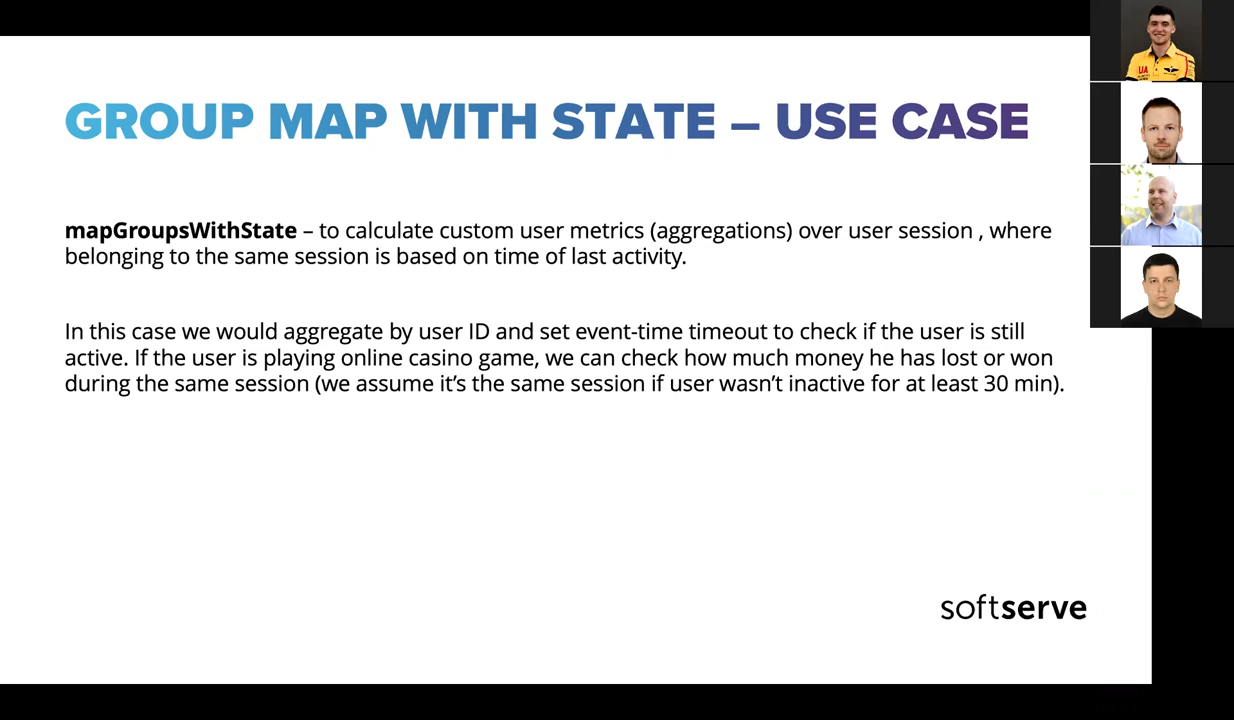 GROUP MAP WITH STATE – USE CASE
mapGroupsWithState – to calculate custom user metrics (aggregations) over user session , where
belonging to the same session is based on time of last activity.
In this case we would aggregate by user ID and set event-time timeout to check if the user is still
active. If the user is playing online casino game, we can check how much money he has lost or won
during the same session (we assume it’s the same session if user wasn’t inactive for at least 30 min).
softserve
UA